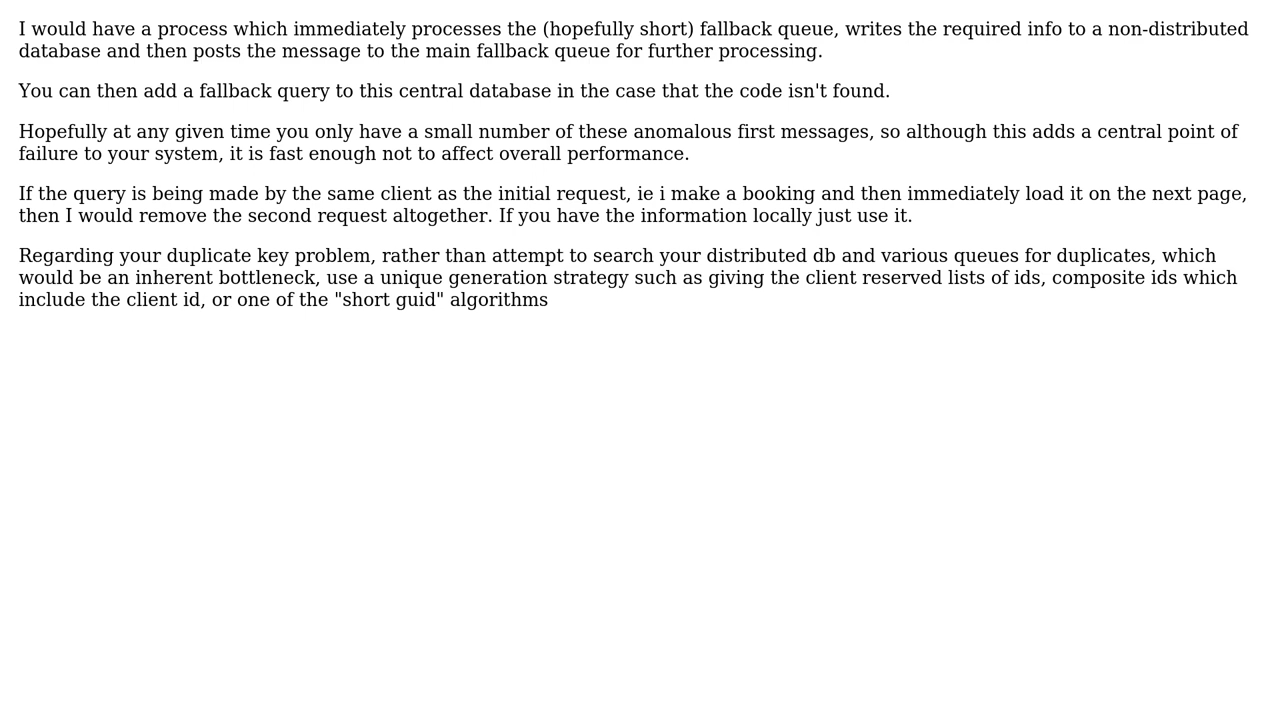 I would have a process which immediately processes the (hopefully short) fallback queue, writes the required info to a non-distributed
database and then posts the message to the main fallback queue for further processing.
You can then add a fallback query to this central database in the case that the code isn't found.
Hopefully at any given time you only have a small number of these anomalous first messages, so although this adds a central point of
failure to your system, it is fast enough not to affect overall performance.
If the query is being made by the same client as the initial request, ie i make a booking and then immediately load it on the next page,
then I would remove the second request altogether. If you have the information locally just use it.
Regarding your duplicate key problem, rather than attempt to search your distributed db and various queues for duplicates, which
would be an inherent bottleneck, use a unique generation strategy such as giving the client reserved lists of ids, composite ids which
include the client id, or one of the "short guid" algorithms